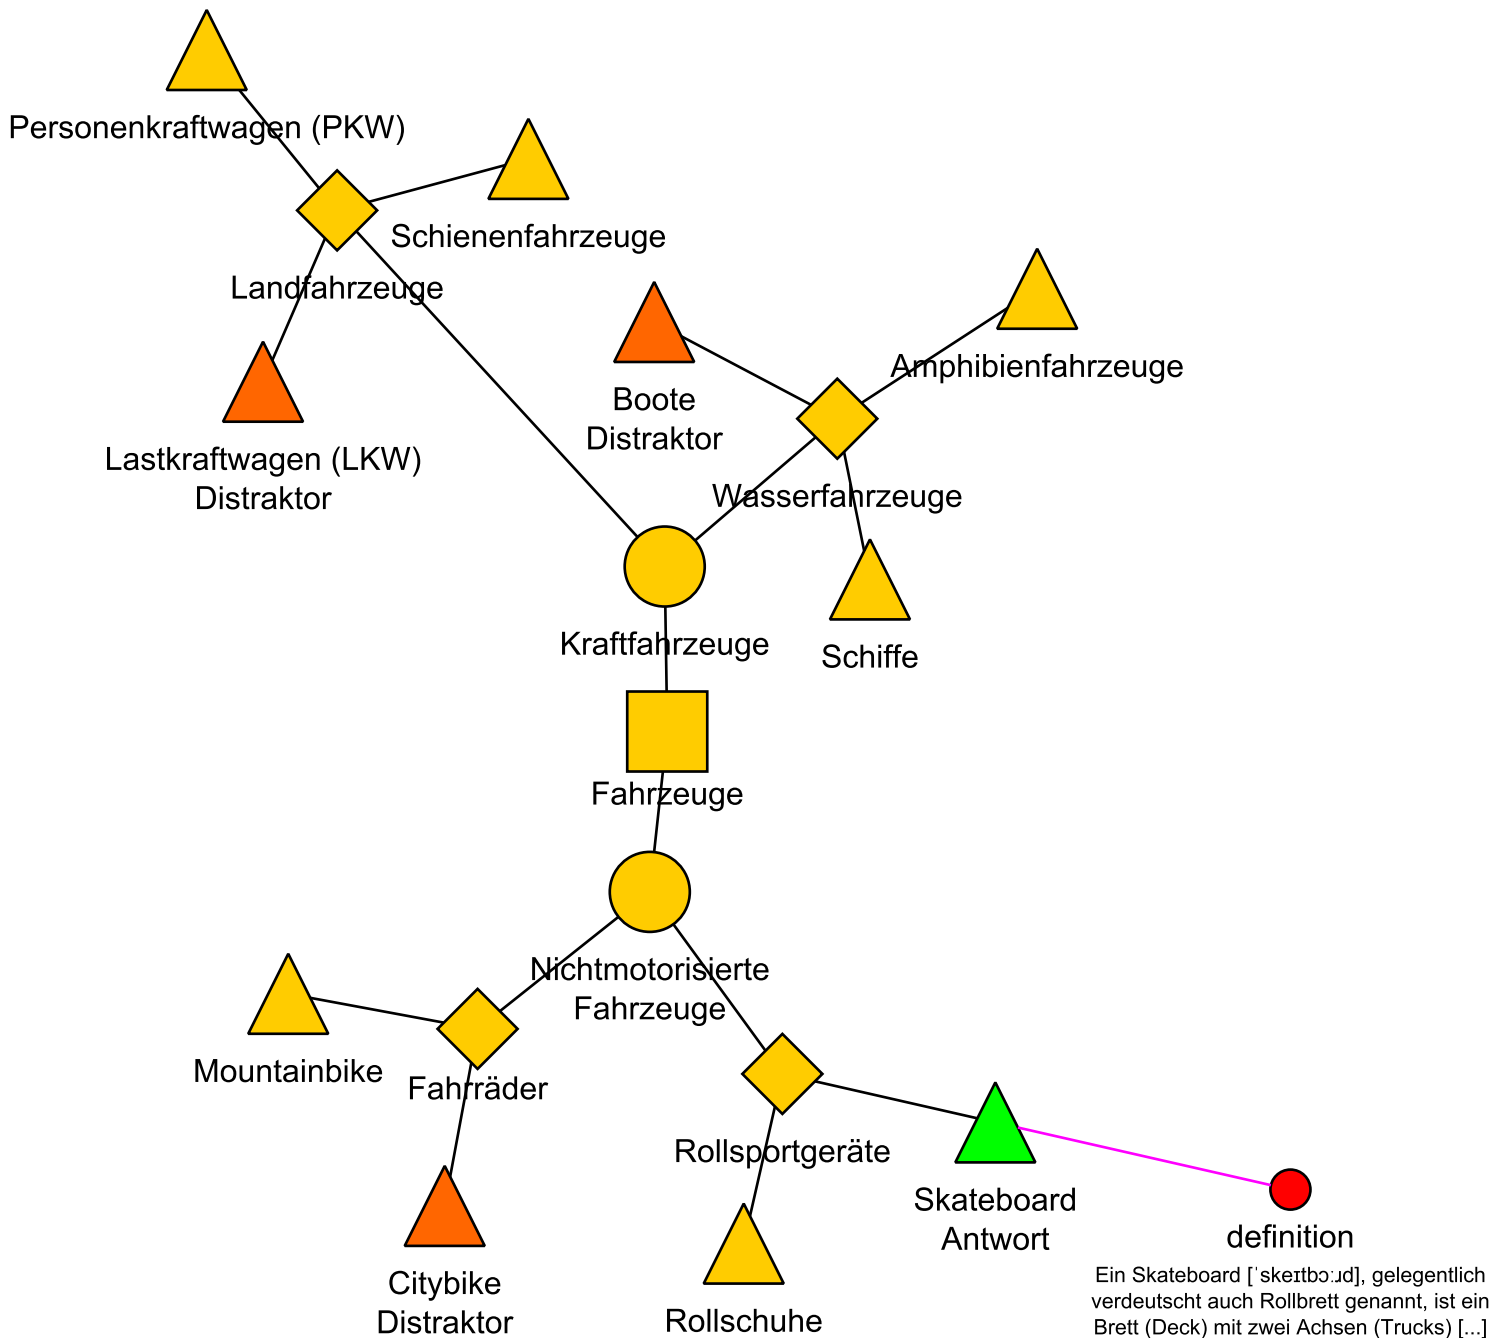 Personenkraftwagen (PKW)
Schienenfahrzeuge
Landfahrzeuge
Amphibienfahrzeuge
Boote
Distraktor
Lastkraftwagen (LKW)
Distraktor
Wasserfahrzeuge
Kraftfahrzeuge
Schiffe
Fahrzeuge
Nichtmotorisierte
Fahrzeuge
Mountainbike
Fahrräder
Rollsportgeräte
Skateboard
Antwort
definition
Ein Skateboard [ˈskeɪtbɔːɹd], gelegentlich
verdeutscht auch Rollbrett genannt, ist ein
Brett (Deck) mit zwei Achsen (Trucks) [...]
Citybike
Distraktor
Rollschuhe